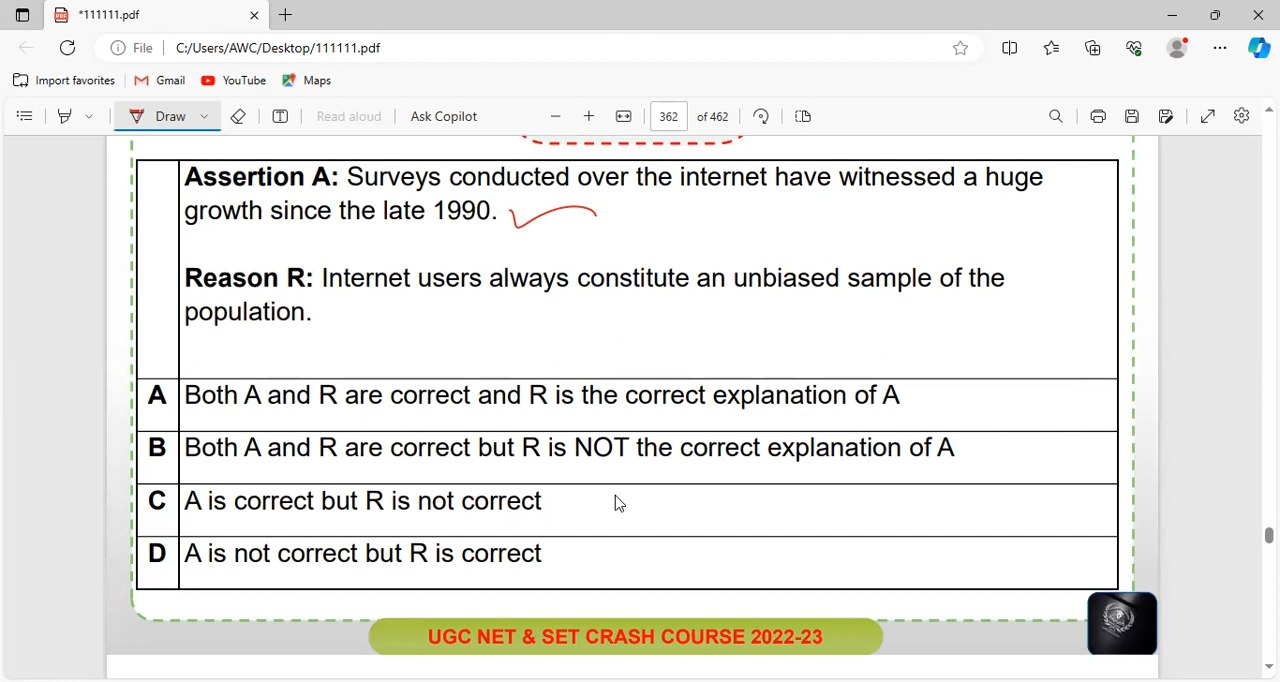 *111111.pdf
File C:/Users/AWC/Desktop/111111.pdf
Import favorites Gmail YouTube Maps
Draw Read aloud Ask Copilot 362 of 462
Assertion A: Surveys conducted over the internet have witnessed a huge
growth since the late 1990.
Reason R: Internet users always constitute an unbiased sample of the
population.
A Both A and R are correct and R is the correct explanation of A
B Both A and R are correct but R is NOT the correct explanation of A
C A is correct but R is not correct
D A is not correct but R is correct
UGC NET & SET CRASH COURSE 2022-23